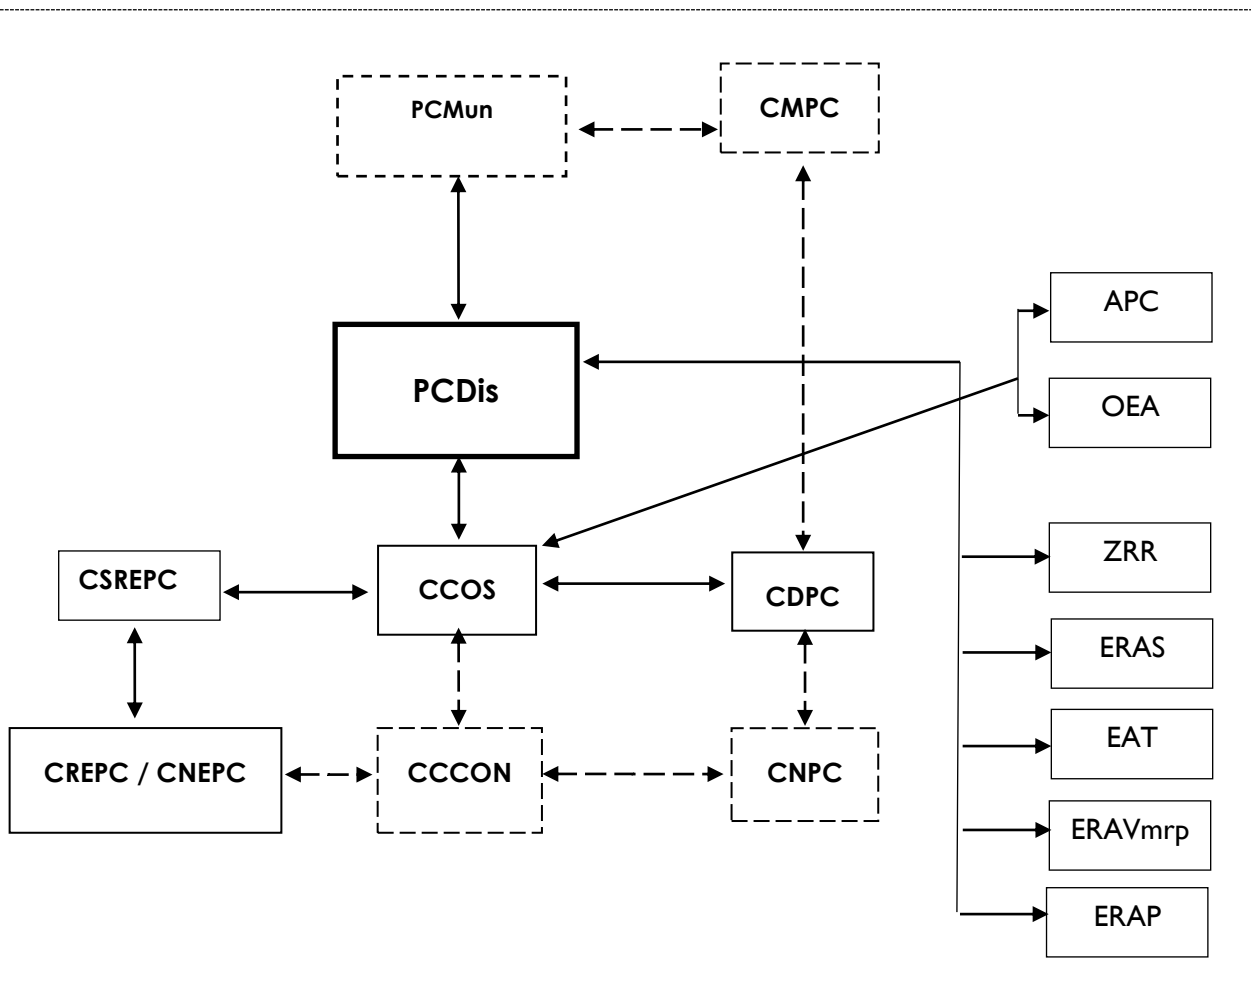 PCMun
CMPC
APC
PCDis
OEA
ZRR
CSREPC
CCOS
CDPC
ERAS
EAT
CREPC / CNEPC
CCCON
CNPC
ERAVmrp
ERAP